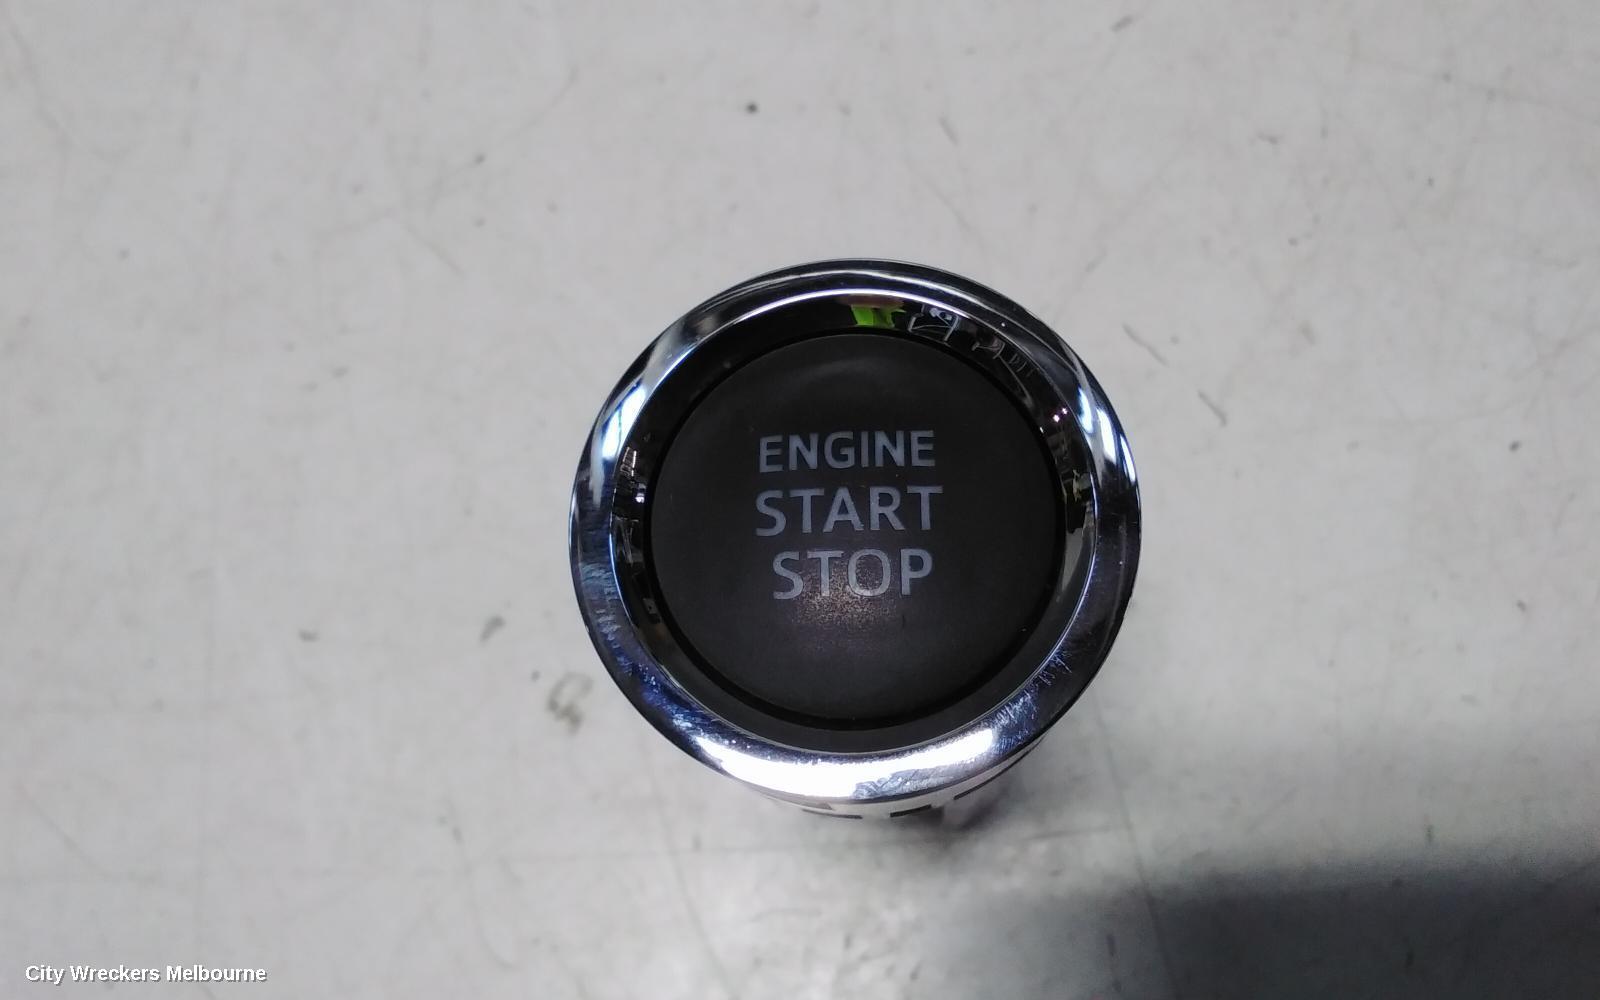 ENGINE
START
STOP
City Wreckers Melbourne